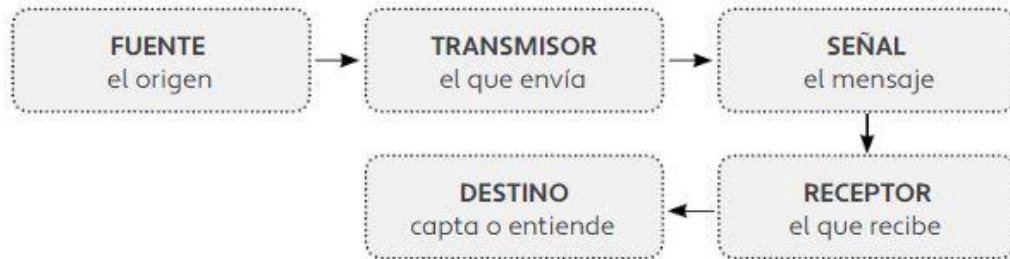 FUENTE
el origen
TRANSMISOR
el que envía
SEÑAL
el mensaje
RECEPTOR
el que recibe
DESTINO
capta o entiende